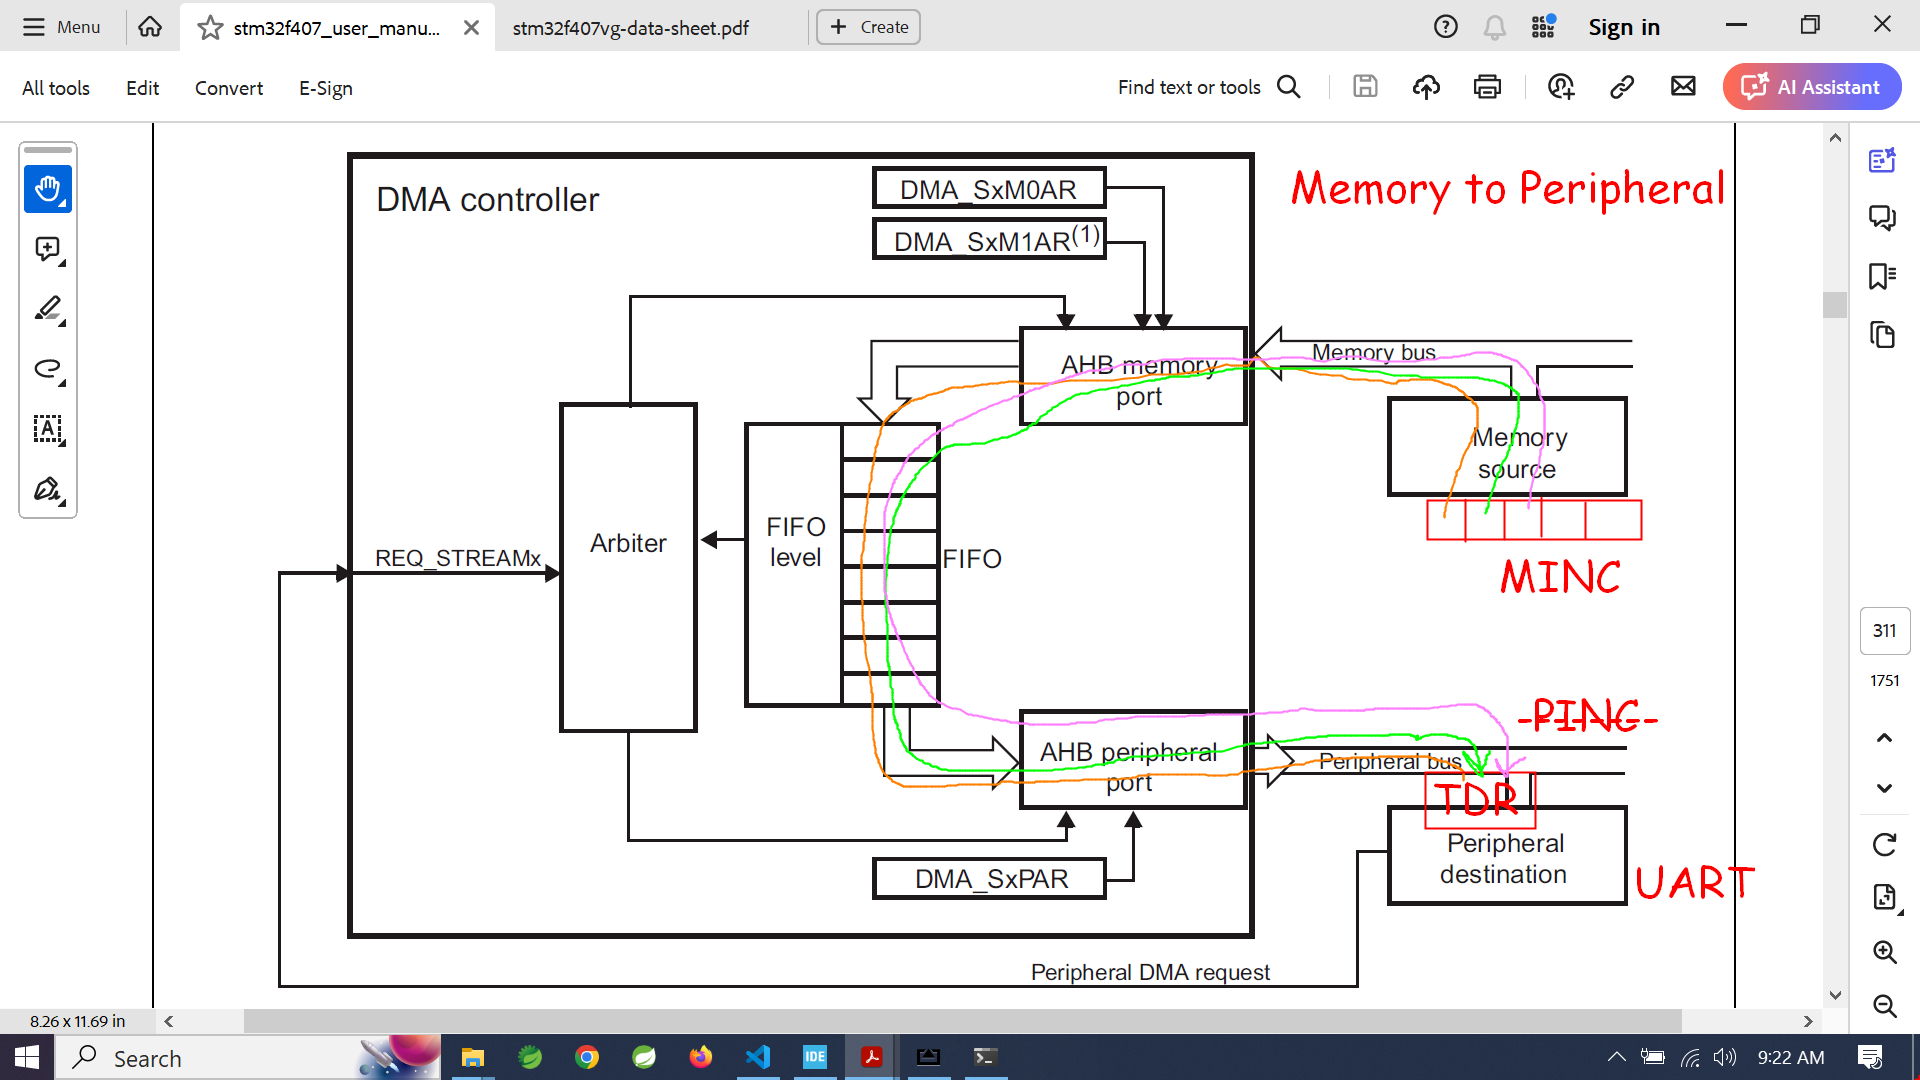 Menu
stm32f407_user_manu...
stm32f407vg-data-sheet.pdf
Create
Sign in
All tools
Edit
Convert
E-Sign
Find text or tools
AI Assistant
DMA controller
DMA_SxM0AR
DMA_SxM1AR(1)
Memory to Peripheral
AHB memory
port
Memory bus
Memory
source
Arbiter
FIFO
level
FIFO
REQ_STREAMx
MINC
PINC
AHB peripheral
port
Peripheral bus
TDR
Peripheral
destination
UART
DMA_SxPAR
Peripheral DMA request
311
1751
8.26 x 11.69 in
Search
IDE
9:22 AM